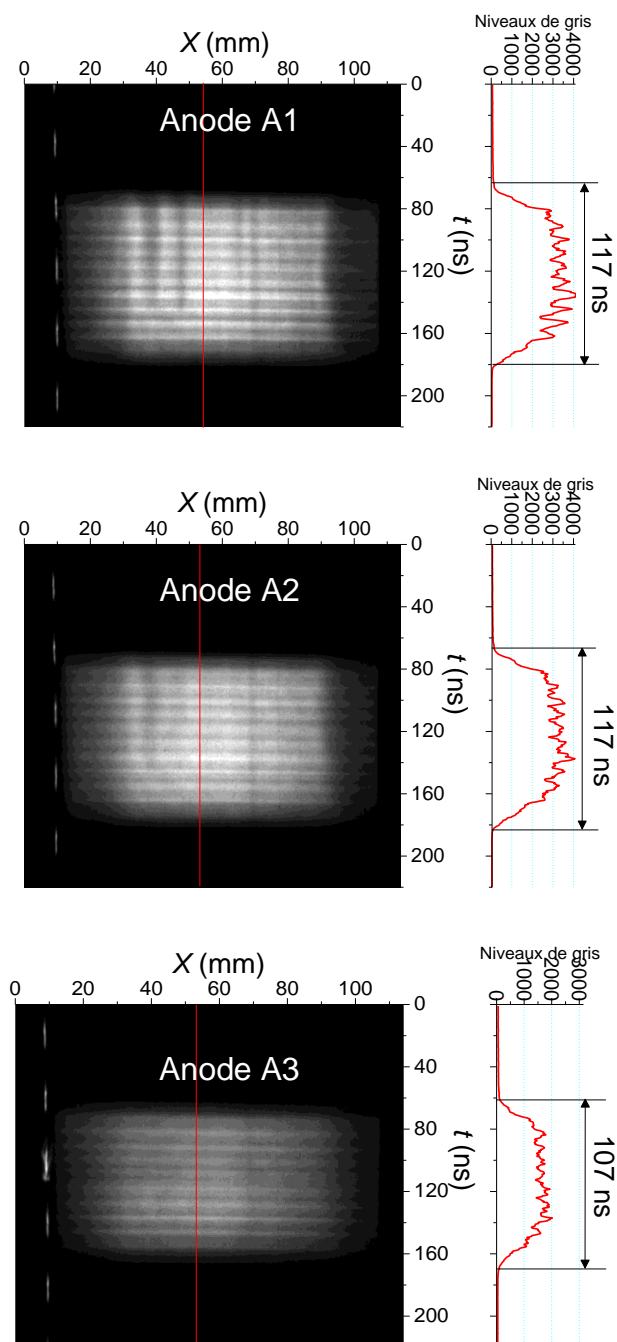 Niveaux de gris
0 1000 2000 3000 4000
X (mm)
0 20 40 60 80 100
Anode A1
0
40
80
120
160
200
t (ns)
117 ns
Niveaux de gris
0 1000 2000 3000 4000
X (mm)
0 20 40 60 80 100
Anode A2
0
40
80
120
160
200
t (ns)
117 ns
Niveaux de gris
0 1000 2000 3000
X (mm)
0 20 40 60 80 100
Anode A3
0
40
80
120
160
200
t (ns)
107 ns